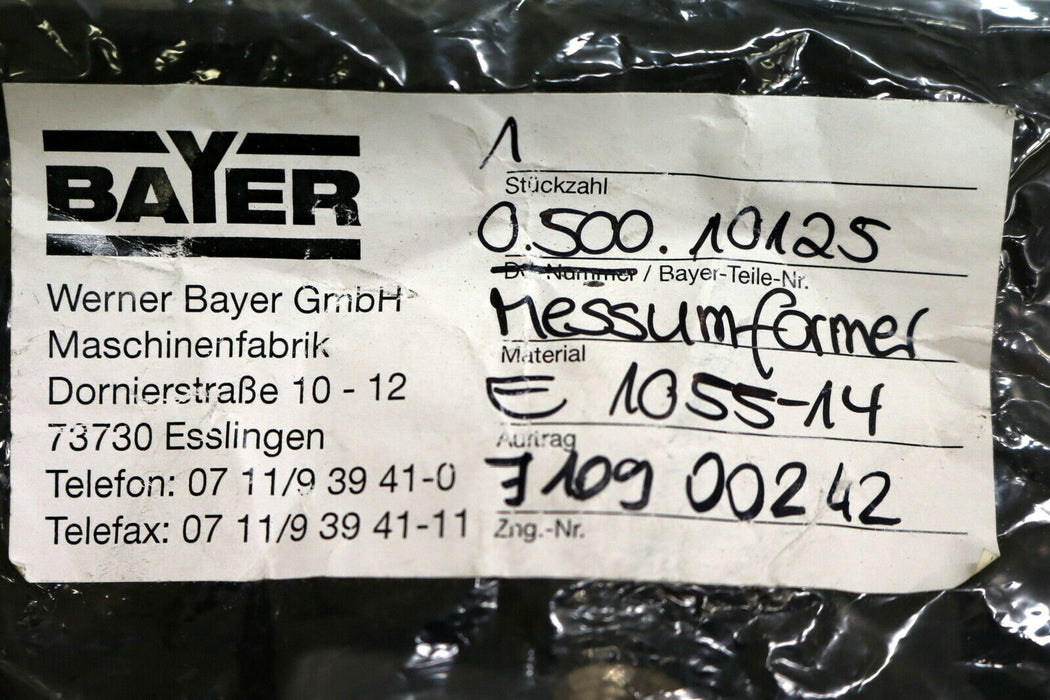 BAYER
Werner Bayer GmbH
Maschinenfabrik
Dornierstraße 10 - 12
73730 Esslingen
Telefon: 07 11/9 39 41-0
Telefax: 07 11/9 39 41-11
1
Stückzahl
0.500.10125
Nummer / Bayer-Teile-Nr.
Messumformer
Material
E 1055-14
Auftrag
7109 00242
Zng.-Nr.